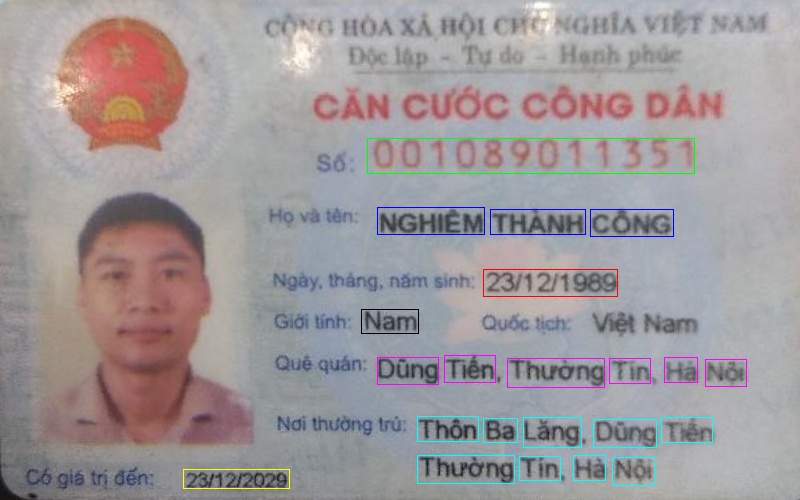 CỘNG HÒA XÃ HỘI CHỦ NGHĨA VIỆT NAM
Độc lập - Tự do - Hạnh phúc
CĂN CƯỚC CÔNG DÂN
Số: 001089011351
Họ và tên: NGHIÊM THÀNH CÔNG
Ngày, tháng, năm sinh: 23/12/1989
Giới tính: Nam Quốc tịch: Việt Nam
Quê quán: Dũng Tiến, Thường Tín, Hà Nội
Nơi thường trú: Thôn Ba Lăng, Dũng Tiến
Thường Tín, Hà Nội
Có giá trị đến: 23/12/2029